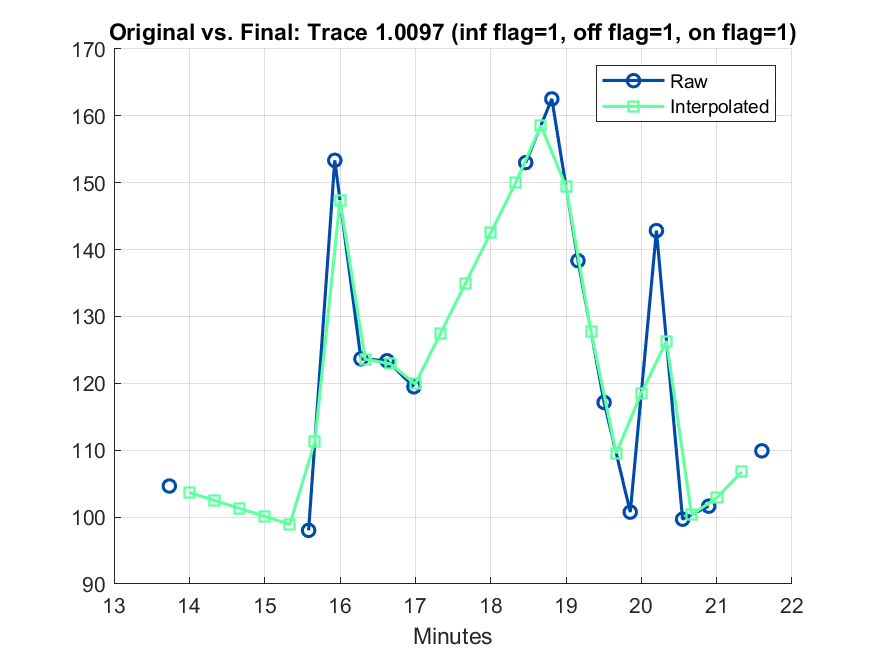 Original vs. Final: Trace 1.0097 (inf flag=1, off flag=1, on flag=1)
170
160
150
140
130
120
110
100
90
Raw
Interpolated
13 14 15 16 17 18 19 20 21 22
Minutes